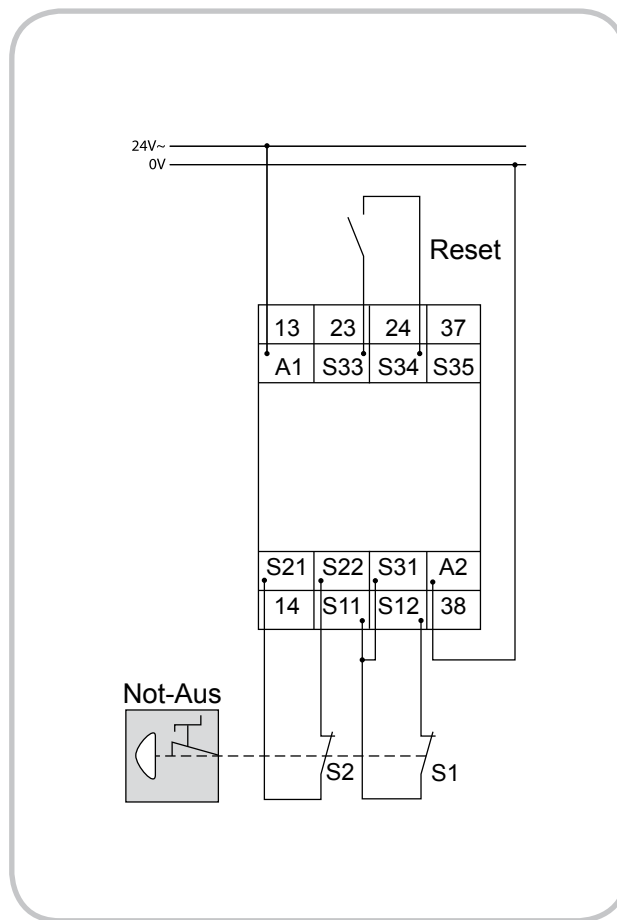 24V~
0V
Reset
13 23 24 37
A1 S33 S34 S35
S21 S22 S31 A2
14 S11 S12 38
Not-Aus
S2 S1